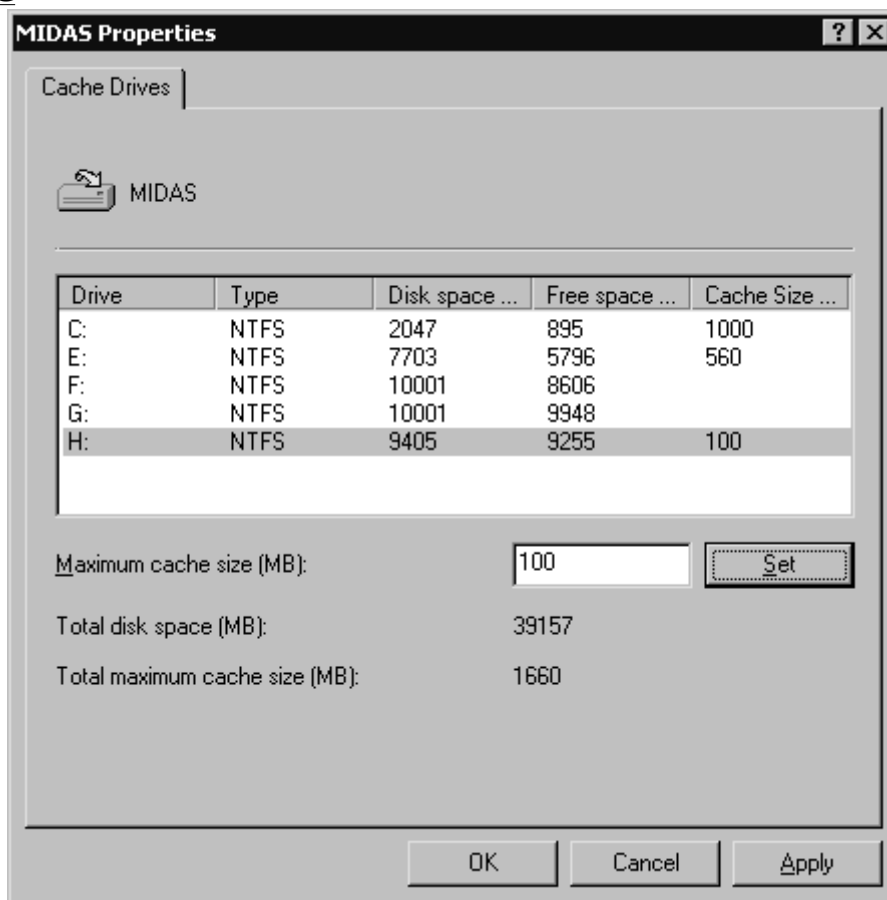 MIDAS Properties ? X
Cache Drives
MIDAS
Drive Type Disk space ... Free space ... Cache Size ...
C: NTFS 2047 895 1000
E: NTFS 7703 5796 560
F: NTFS 10001 8606
G: NTFS 10001 9948
H: NTFS 9405 9255 100
Maximum cache size (MB): 100 Set
Total disk space (MB): 39157
Total maximum cache size (MB): 1660
OK Cancel Apply